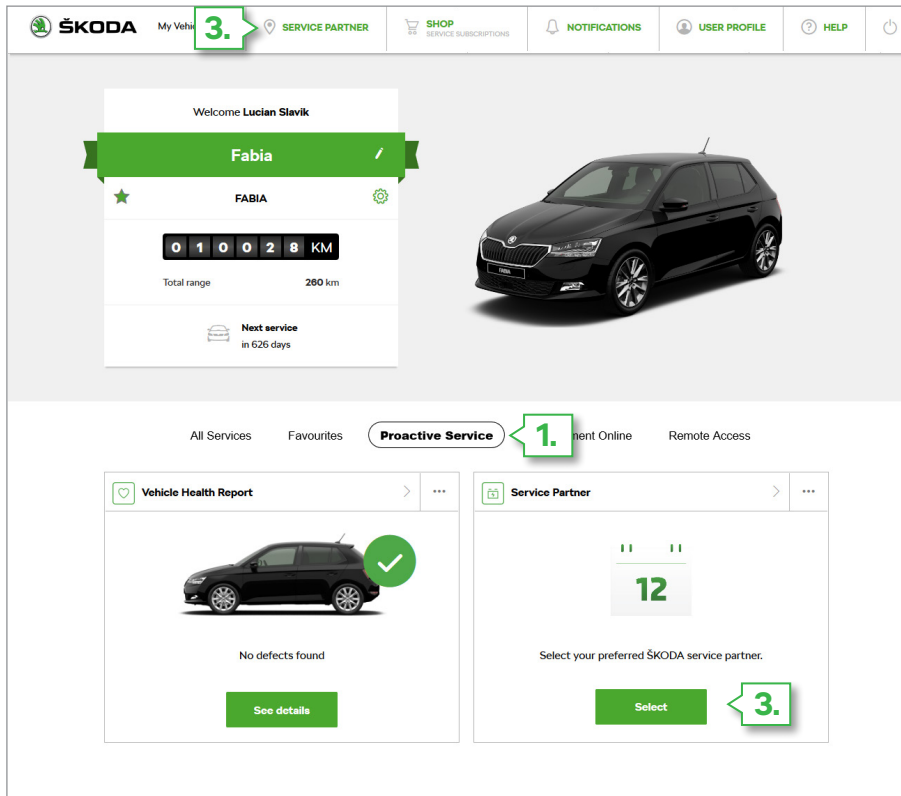 ŠKODA
My Vehi
3.
SERVICE PARTNER
SHOP
SERVICE SUBSCRIPTIONS
NOTIFICATIONS
USER PROFILE
HELP
Welcome Lucian Slavik
Fabia
FABIA
0 1 0 0 2 8 KM
Total range 260 km
Next service
in 626 days
All Services
Favourites
Proactive Service
1.
ment Online
Remote Access
Vehicle Health Report
Service Partner
12
No defects found
Select your preferred ŠKODA service partner.
See details
Select
3.